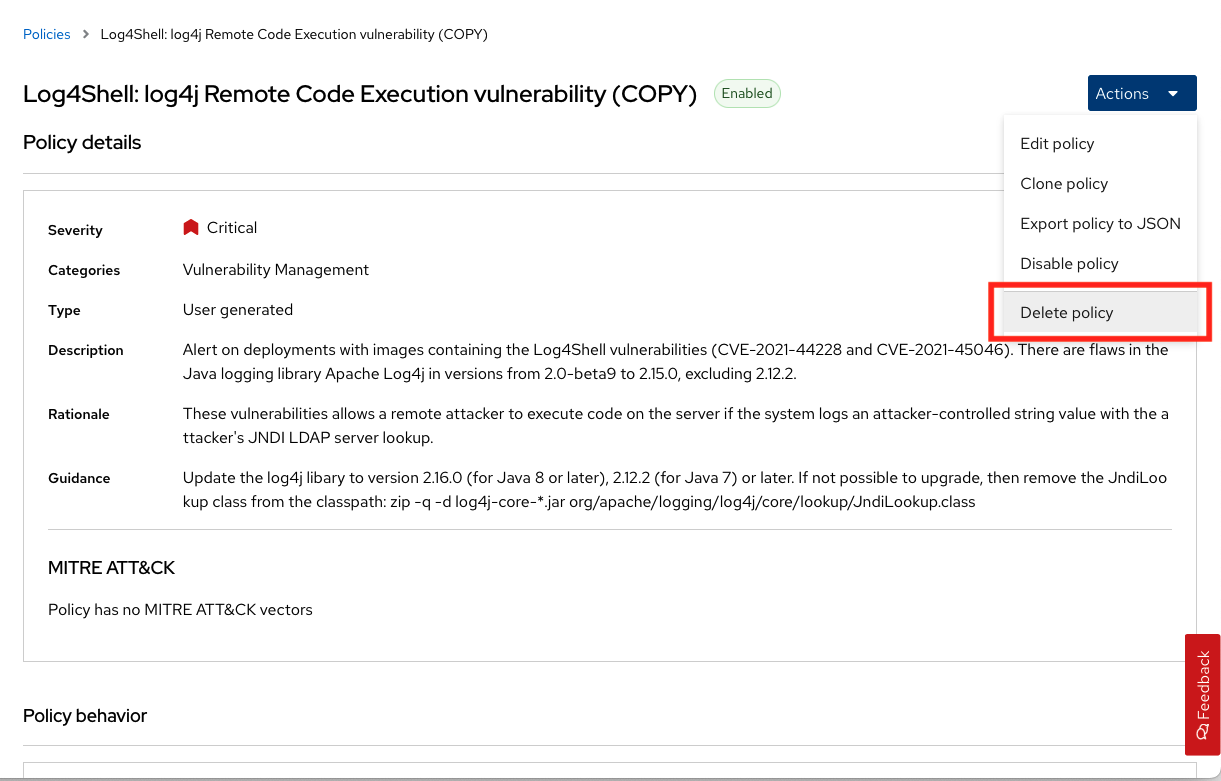 Policies > Log4Shell: log4j Remote Code Execution vulnerability (COPY)
Log4Shell: log4j Remote Code Execution vulnerability (COPY) Enabled
Actions
Edit policy
Clone policy
Export policy to JSON
Disable policy
Delete policy
Policy details
Severity Critical
Categories Vulnerability Management
Type User generated
Description Alert on deployments with images containing the Log4Shell vulnerabilities (CVE-2021-44228 and CVE-2021-45046). There are flaws in the
Java logging library Apache Log4j in versions from 2.0-beta9 to 2.15.0, excluding 2.12.2.
Rationale These vulnerabilities allows a remote attacker to execute code on the server if the system logs an attacker-controlled string value with the a
ttacker's JNDI LDAP server lookup.
Guidance Update the log4j libary to version 2.16.0 (for Java 8 or later), 2.12.2 (for Java 7) or later. If not possible to upgrade, then remove the JndiLoo
kup class from the classpath: zip -q -d log4j-core-*.jar org/apache/logging/log4j/core/lookup/JndiLookup.class
MITRE ATT&CK
Policy has no MITRE ATT&CK vectors
Feedback
Policy behavior